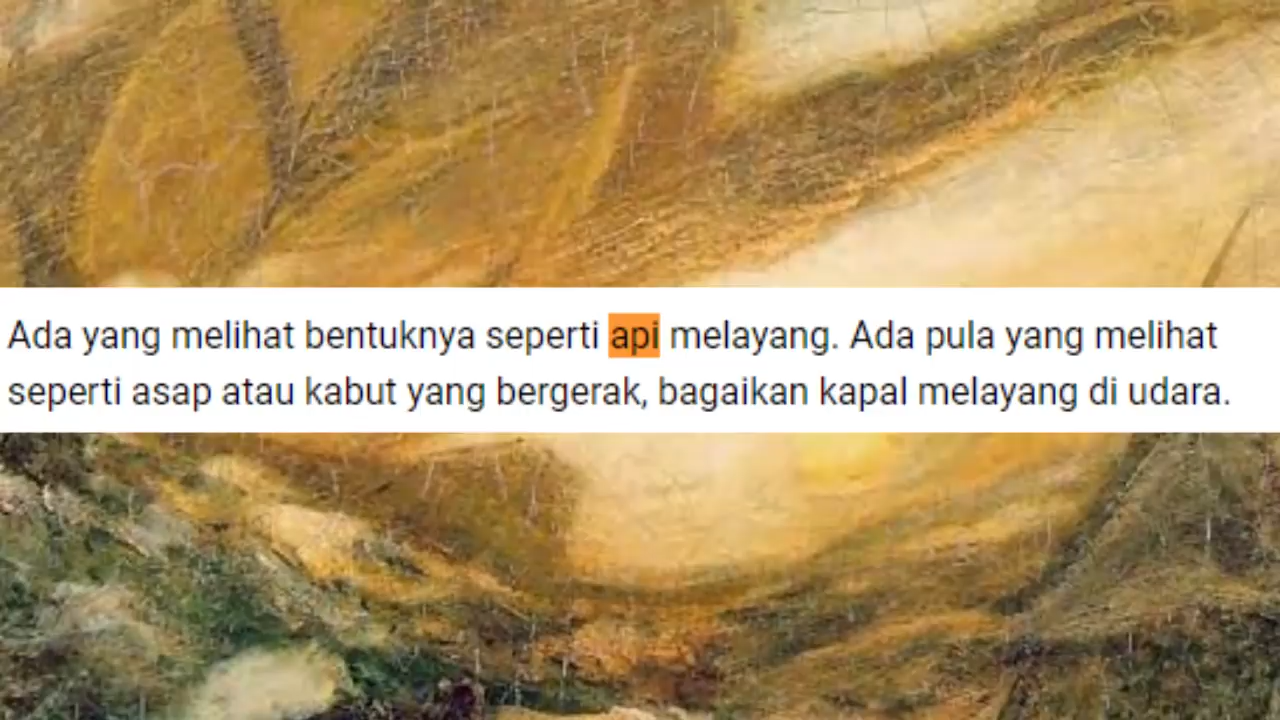 Ada yang melihat bentuknya seperti api melayang. Ada pula yang melihat
seperti asap atau kabut yang bergerak, bagaikan kapal melayang di udara.